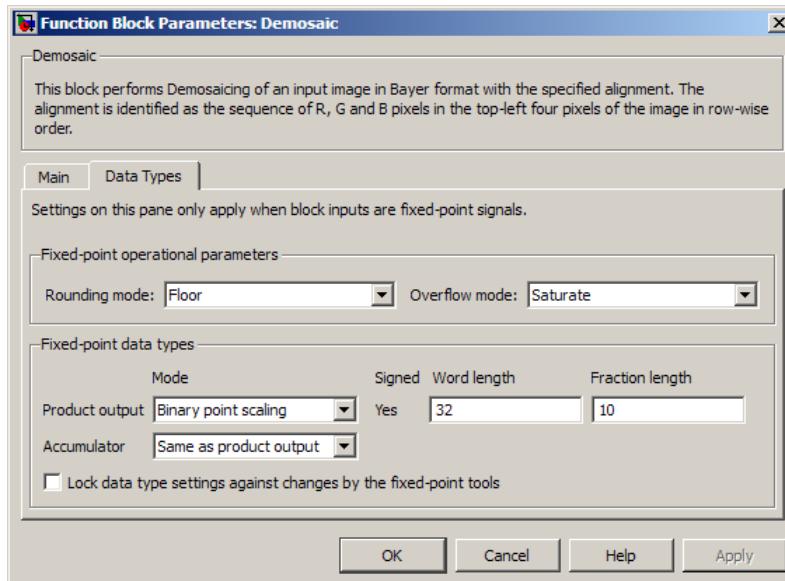 Function Block Parameters: Demosaic
Demosaic
This block performs Demosaicing of an input image in Bayer format with the specified alignment. The
alignment is identified as the sequence of R, G and B pixels in the top-left four pixels of the image in row-wise
order.
Main Data Types
Settings on this pane only apply when block inputs are fixed-point signals.
Fixed-point operational parameters
Rounding mode: Floor Overflow mode: Saturate
Fixed-point data types
Mode Signed Word length Fraction length
Product output Binary point scaling Yes 32 10
Accumulator Same as product output
Lock data type settings against changes by the fixed-point tools
OK Cancel Help Apply